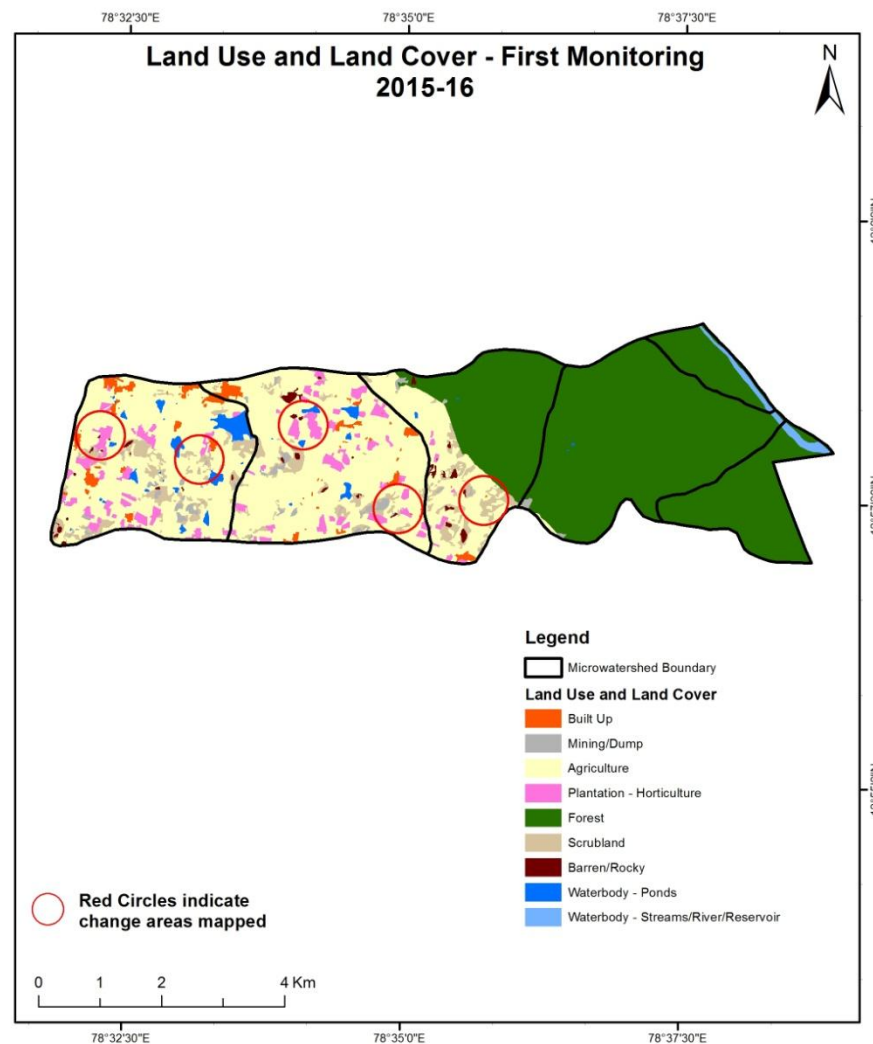 78°32'30"E 78°35'0"E 78°37'30"E
Land Use and Land Cover - First Monitoring
2015-16
N
Legend
Microwatershed Boundary
Land Use and Land Cover
Built Up
Mining/Dump
Agriculture
Plantation - Horticulture
Forest
Scrubland
Barren/Rocky
Waterbody - Ponds
Waterbody - Streams/River/Reservoir
Red Circles indicate
change areas mapped
0 1 2 4 Km
78°32'30"E 78°35'0"E 78°37'30"E